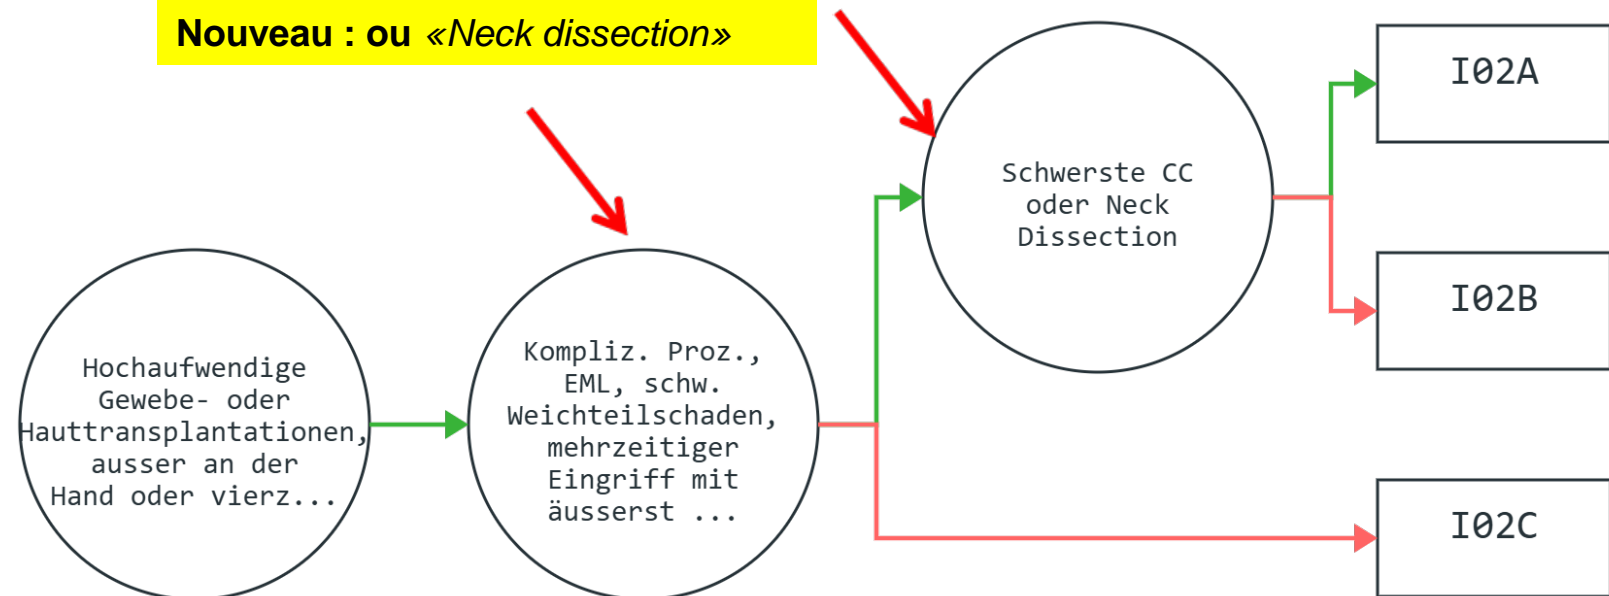 Nouveau : ou «Neck dissection»
Hochaufwendige
Gewebe- oder
Hauttransplantationen,
ausser an der
Hand oder vierz...
Kompliz. Proz.,
EML, schw.
Weichteilschaden,
mehrzeitiger
Eingriff mit
äusserst ...
Schwerste CC
oder Neck
Dissection
I02A
I02B
I02C